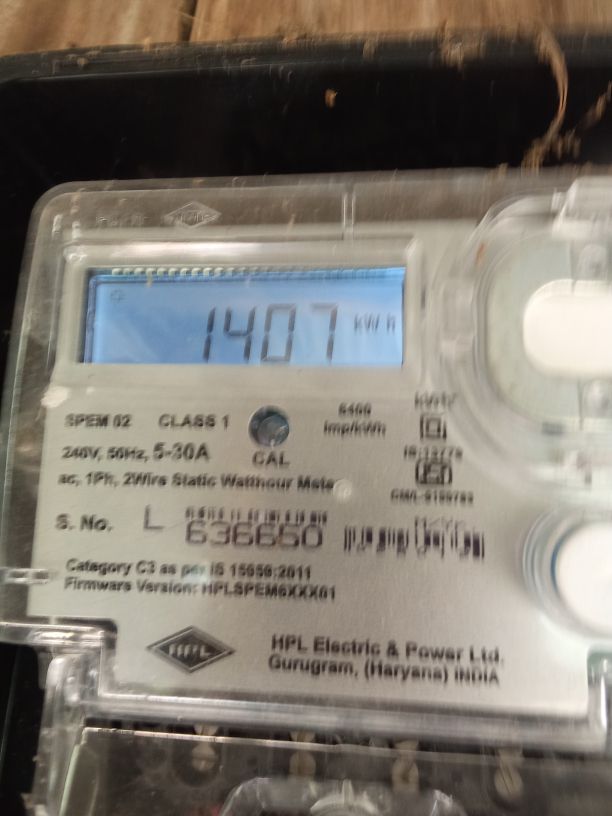 1407 kWh
SPEM 02 CLASS 1
6400
imp/kWh
240V, 50Hz, 5-30A
CAL
ac, 1Ph, 2Wire Static Watthour Meter
S. No. L 636650
Category C3 as per IS 15959:2011
Firmware Version: HPLSPEM6XXX01
HPL
HPL Electric & Power Ltd.
Gurugram, (Haryana) INDIA